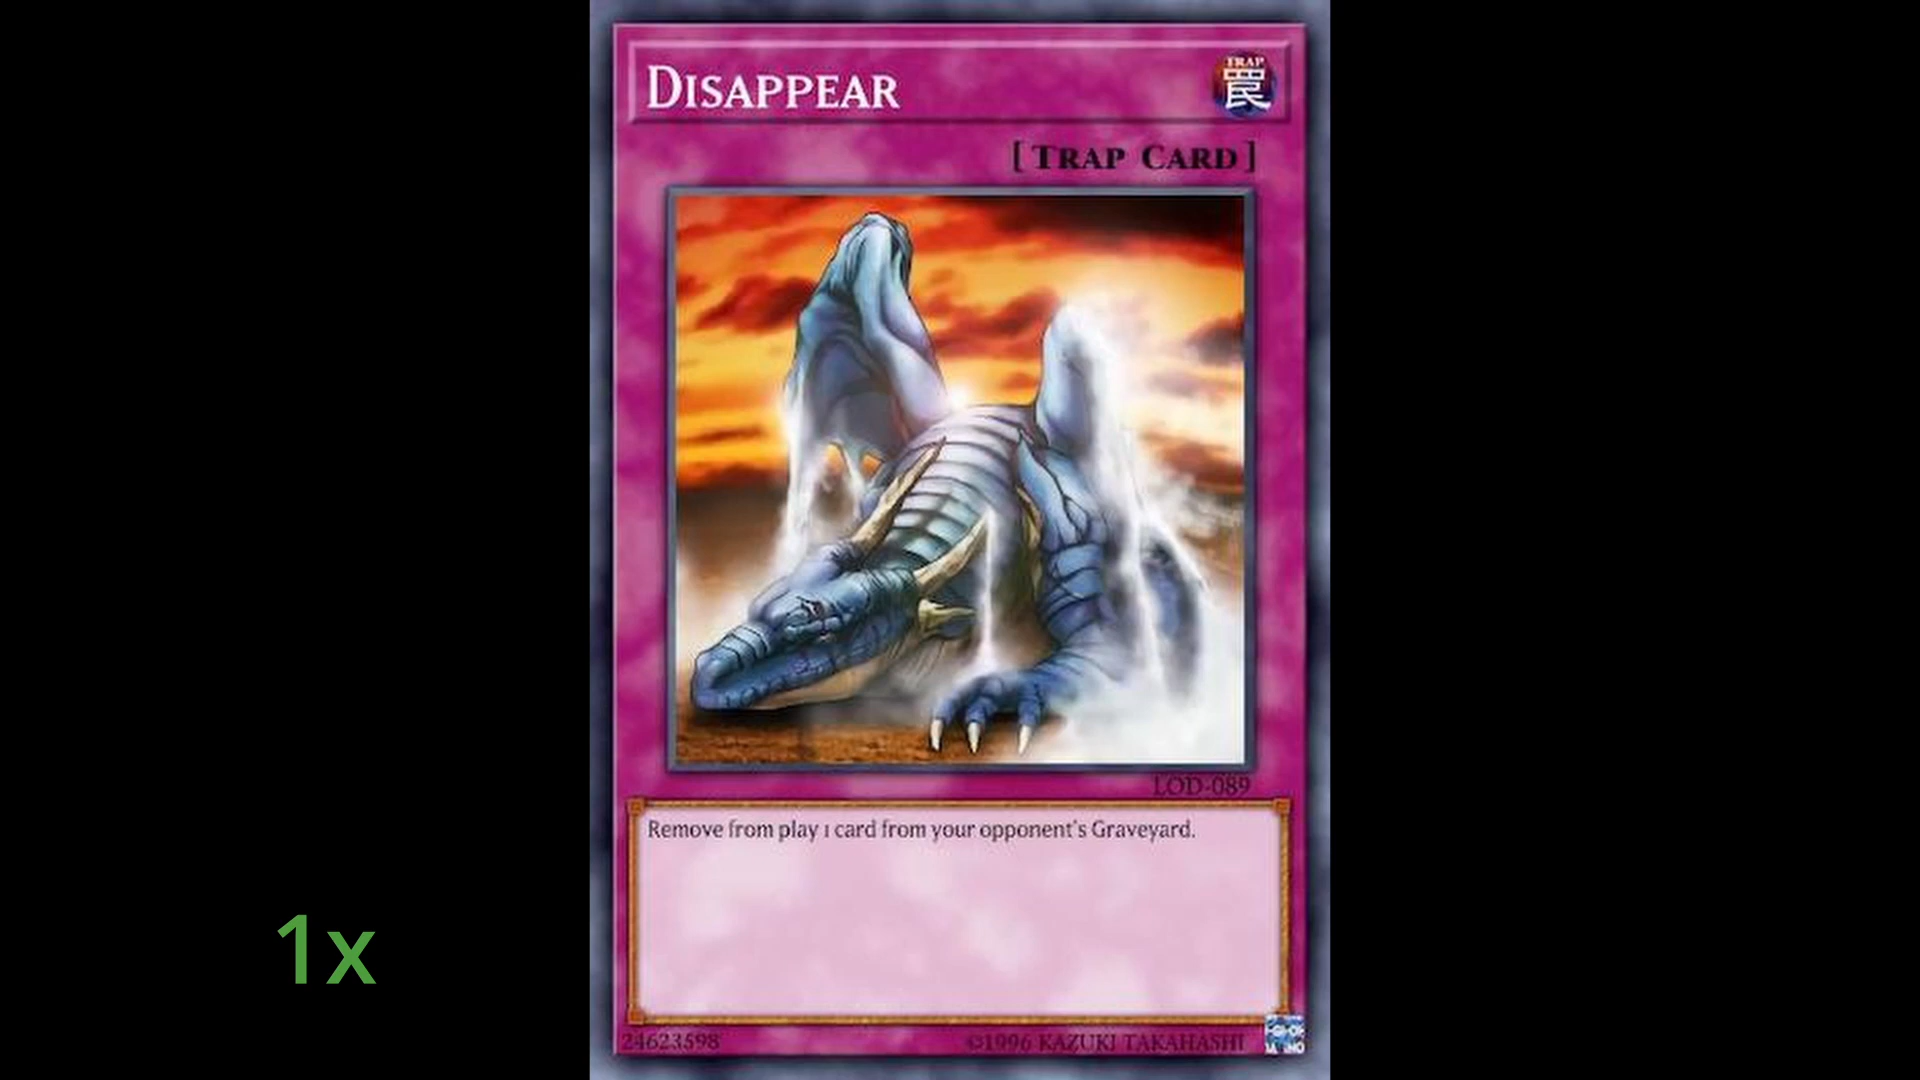 DISAPPEAR
TRAP
罠
[TRAP CARD]
LOD-089
Remove from play 1 card from your opponent's Graveyard.
1x
24623598
©1996 KAZUKI TAKAHASHI